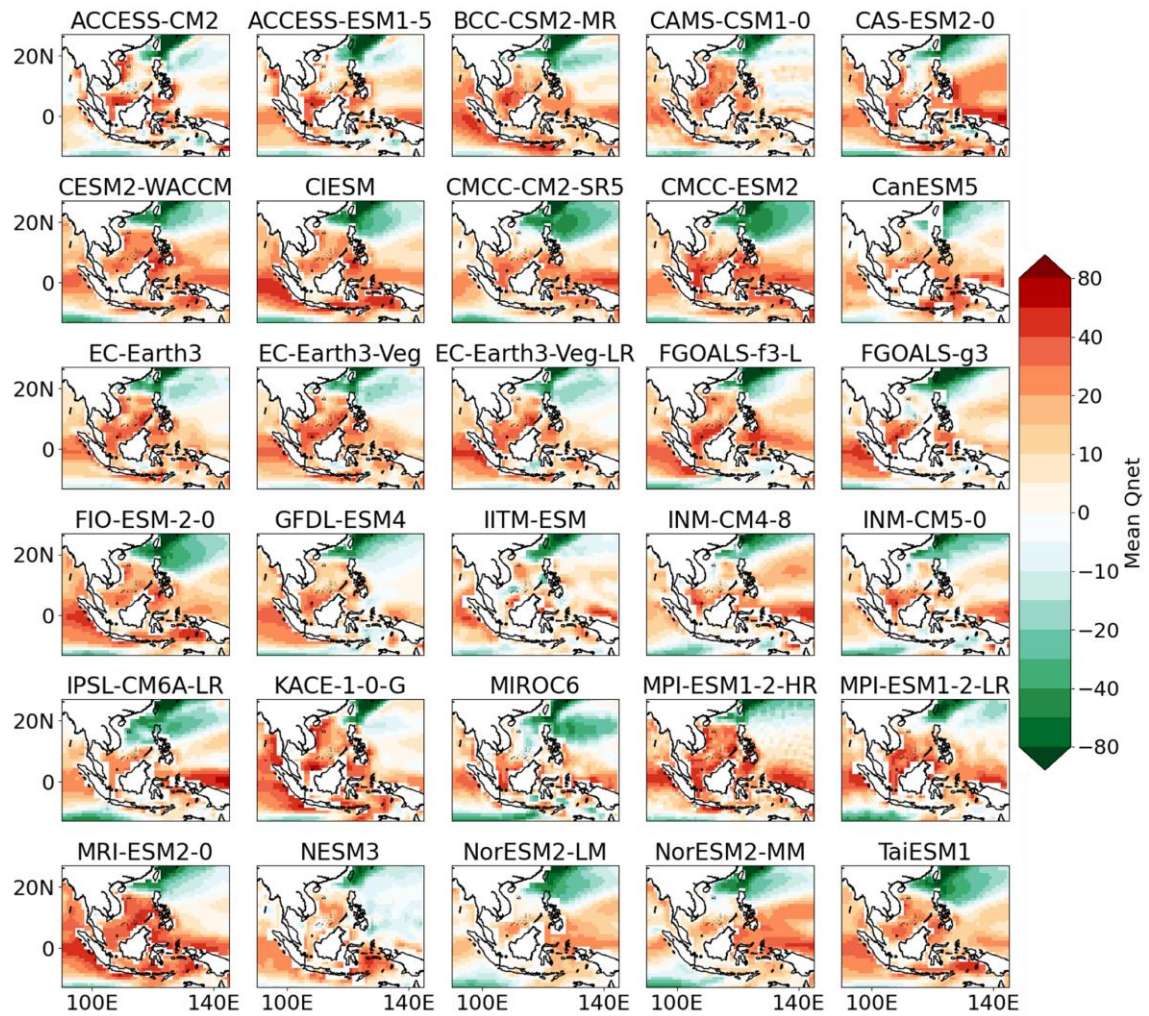 ACCESS-CM2 ACCESS-ESM1-5 BCC-CSM2-MR CAMS-CSM1-0 CAS-ESM2-0
20N
0
CESM2-WACCM CIESM CMCC-CM2-SR5 CMCC-ESM2 CanESM5
20N
0
EC-Earth3 EC-Earth3-Veg EC-Earth3-Veg-LR FGOALS-f3-L FGOALS-g3
20N
0
FIO-ESM-2-0 GFDL-ESM4 IITM-ESM INM-CM4-8 INM-CM5-0
20N
0
IPSL-CM6A-LR KACE-1-0-G MIROC6 MPI-ESM1-2-HR MPI-ESM1-2-LR
20N
0
MRI-ESM2-0 NESM3 NorESM2-LM NorESM2-MM TaiESM1
20N
0
100E 140E 100E 140E 100E 140E 100E 140E 100E 140E
80
40
20
10
0
−10
−20
−40
−80
Mean Qnet